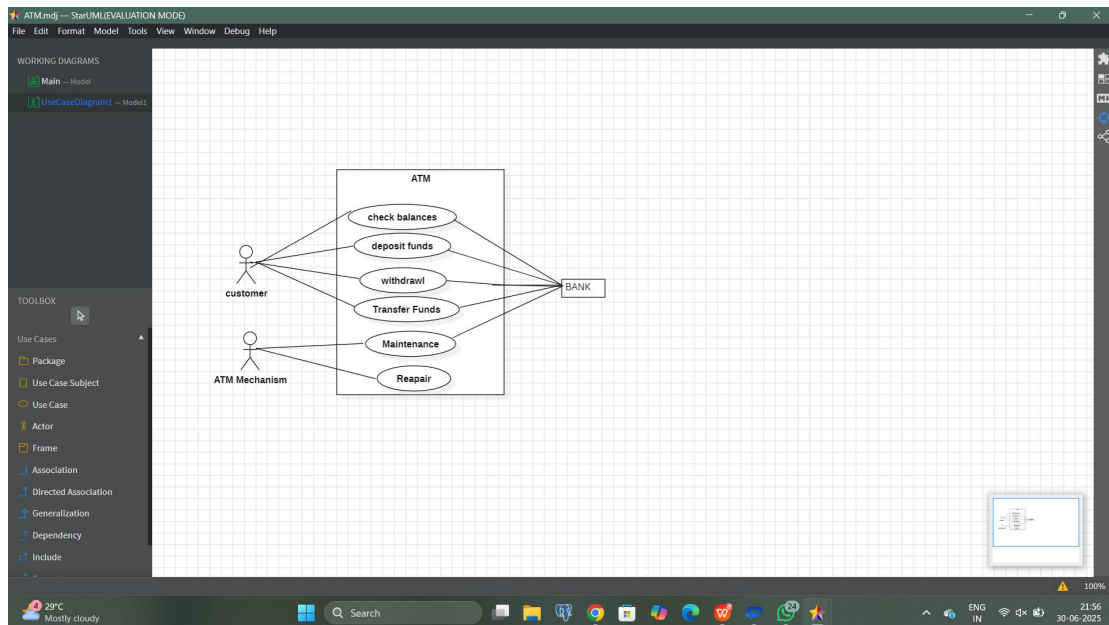 ATM.mdj — StarUML(EVALUATION MODE)
File Edit Format Model Tools View Window Debug Help
WORKING DIAGRAMS
Main — Model
UseCaseDiagram1 — Model1
ATM
check balances
deposit funds
withdrawl
BANK
customer
Transfer Funds
Maintenance
ATM Mechanism
Reapair
TOOLBOX
Use Cases
Package
Use Case Subject
Use Case
Actor
Frame
Association
Directed Association
Generalization
Dependency
Include
100%
4
29°C
Mostly cloudy
Search
24
ENG
IN
21:56
30-06-2025